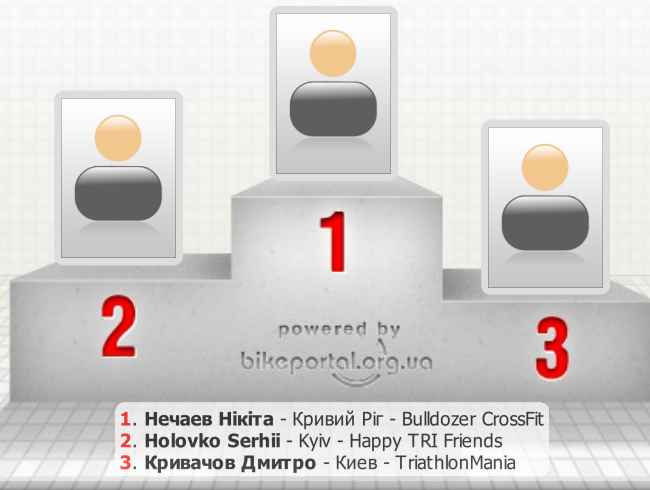 1
2
3
powered by
bikeportal.org.ua
1. Нечаев Нікіта - Кривий Ріг - Bulldozer CrossFit
2. Holovko Serhii - Kyiv - Happy TRI Friends
3. Кривачов Дмитро - Киев - TriathlonMania